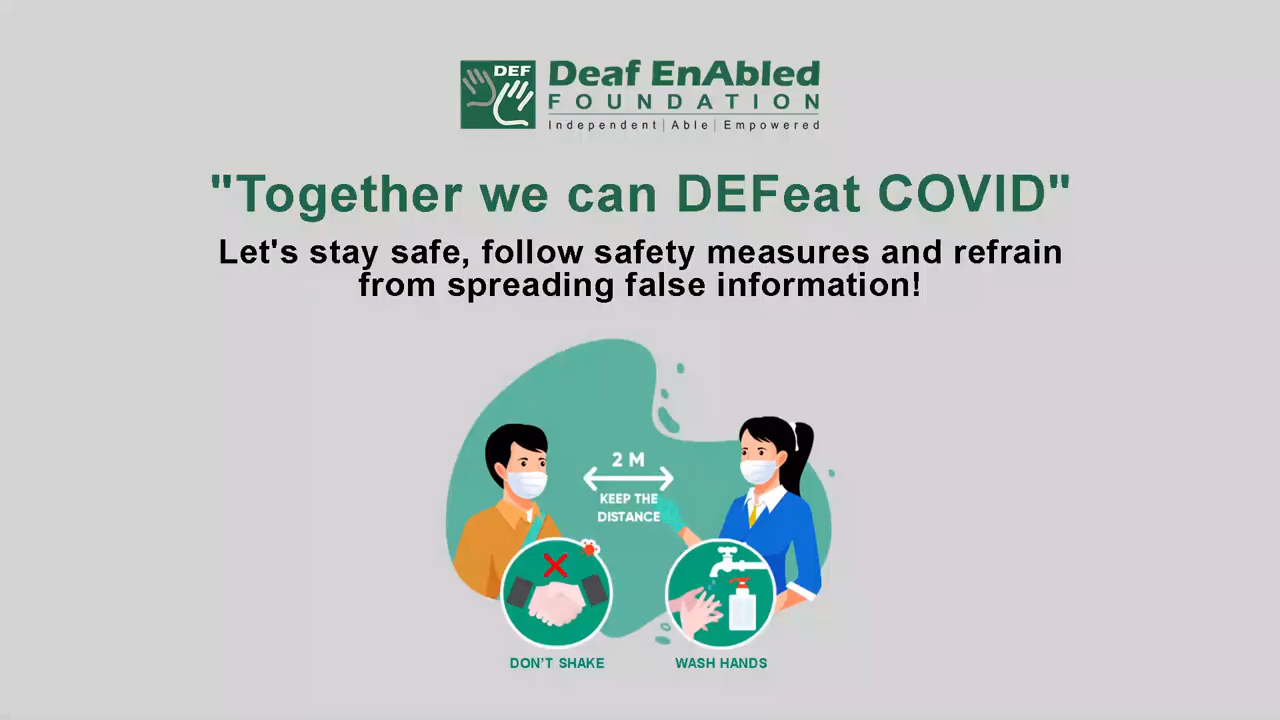 DEF
Deaf EnAbled
FOUNDATION
Independent | Able | Empowered
"Together we can DEFeat COVID"
Let's stay safe, follow safety measures and refrain
from spreading false information!
2 M
KEEP THE
DISTANCE
DON'T SHAKE
WASH HANDS